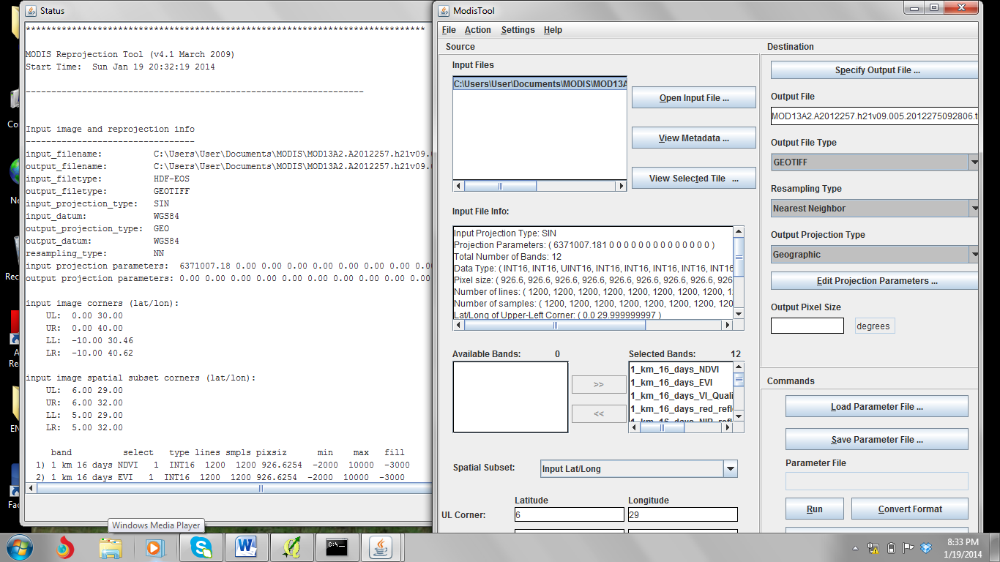 Status
*******************************************************************************
MODIS Reprojection Tool (v4.1 March 2009)
Start Time:  Sun Jan 19 20:32:19 2014
------------------------------------------------------------------
Input image and reprojection info
---------------------------------
input_filename:          C:\Users\User\Documents\MODIS\MOD13A2.A2012257.h21v09.
output_filename:         C:\Users\User\Documents\MODIS\MOD13A2.A2012257.h21v09.
input_filetype:          HDF-EOS
output_filetype:         GEOTIFF
input_projection_type:   SIN
input_datum:             WGS84
output_projection_type:  GEO
output_datum:            WGS84
resampling_type:         NN
input projection parameters:  6371007.18 0.00 0.00 0.00 0.00 0.00 0.00 0.00 0.00
output projection parameters: 0.00 0.00 0.00 0.00 0.00 0.00 0.00 0.00 0.00 0.00
input image corners (lat/lon):
UL:  0.00 30.00
UR:  0.00 40.00
LL:  -10.00 30.46
LR:  -10.00 40.62
input image spatial subset corners (lat/lon):
UL:  6.00 29.00
UR:  6.00 32.00
LL:  5.00 29.00
LR:  5.00 32.00
band          select   type lines smpls pixsiz      min    max   fill
1) 1 km 16 days NDVI   1  INT16  1200  1200 926.6254  -2000  10000  -3000
2) 1 km 16 days EVI   1  INT16  1200  1200 926.6254  -2000  10000  -3000
Windows Media Player
ModisTool
File Action Settings Help
Source
Input Files
C:\Users\User\Documents\MODIS\MOD13A
Open Input File ...
View Metadata ...
View Selected Tile ...
Input File Info:
Input Projection Type: SIN
Projection Parameters: ( 6371007.181 0 0 0 0 0 0 0 0 0 0 0 0 0 0 )
Total Number of Bands: 12
Data Type: ( INT16, INT16, UINT16, INT16, INT16, INT16, INT16, INT16
Pixel size: ( 926.6, 926.6, 926.6, 926.6, 926.6, 926.6, 926.6, 926.6, 926
Number of lines: ( 1200, 1200, 1200, 1200, 1200, 1200, 1200, 1200, 1
Number of samples: ( 1200, 1200, 1200, 1200, 1200, 1200, 1200, 120
Lat/Long of Upper-Left Corner: ( 0.0 29.999999997 )
Available Bands: 0
Selected Bands: 12
>>
<<
1_km_16_days_NDVI
1_km_16_days_EVI
1_km_16_days_VI_Quali
1_km_16_days_red_refl
1_km_16_days_NIR_refl
Spatial Subset: Input Lat/Long
Latitude Longitude
UL Corner: 6 29
Destination
Specify Output File ...
Output File
MOD13A2.A2012257.h21v09.005.2012275092806.t
Output File Type
GEOTIFF
Resampling Type
Nearest Neighbor
Output Projection Type
Geographic
Edit Projection Parameters ...
Output Pixel Size
degrees
Commands
Load Parameter File ...
Save Parameter File ...
Parameter File
Run
Convert Format
8:33 PM
1/19/2014